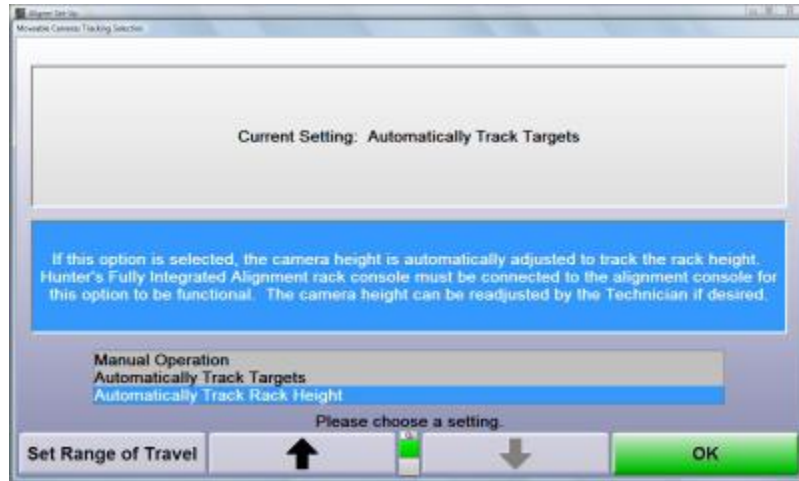 Aligner Set-Up
Moveable Cameras Tracking Selection
Current Setting: Automatically Track Targets
If this option is selected, the camera height is automatically adjusted to track the rack height.
Hunter's Fully Integrated Alignment rack console must be connected to the alignment console for
this option to be functional. The camera height can be readjusted by the Technician if desired.
Manual Operation
Automatically Track Targets
Automatically Track Rack Height
Please choose a setting.
Set Range of Travel
OK